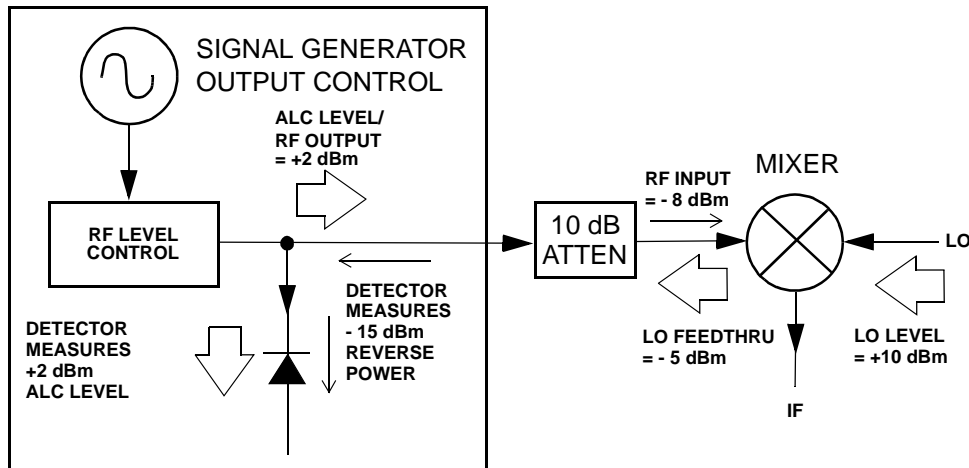 SIGNAL GENERATOR
OUTPUT CONTROL
ALC LEVEL/
RF OUTPUT
= +2 dBm
RF LEVEL
CONTROL
DETECTOR
MEASURES
+2 dBm
ALC LEVEL
DETECTOR
MEASURES
- 15 dBm
REVERSE
POWER
10 dB
ATTEN
RF INPUT
= - 8 dBm
MIXER
LO FEEDTHRU
= - 5 dBm
LO
LO LEVEL
= +10 dBm
IF